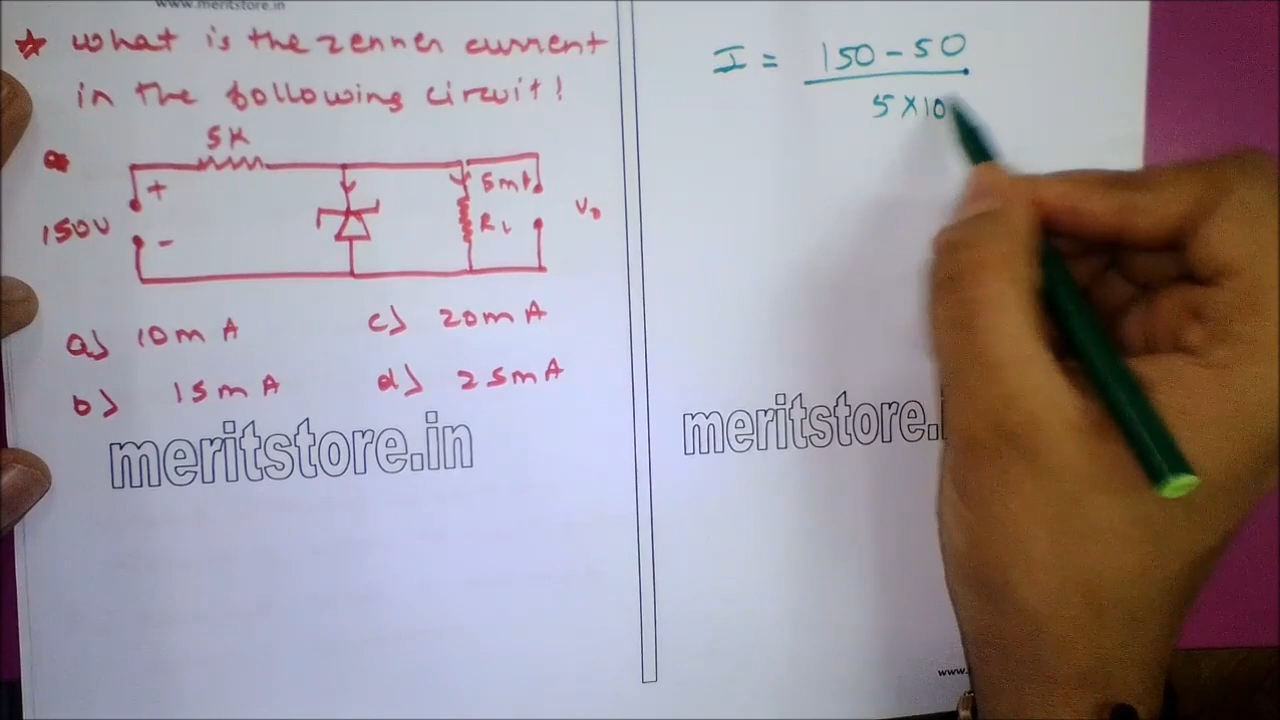 www.meritstore.in
★ What is the zenner current
in the following circuit!
5K
+
150V
-
5mA
RL
Vo
a) 10mA
c) 20mA
b) 15mA
d) 25mA
meritstore.in
I = 150-50
5×10
meritstore.i
www.